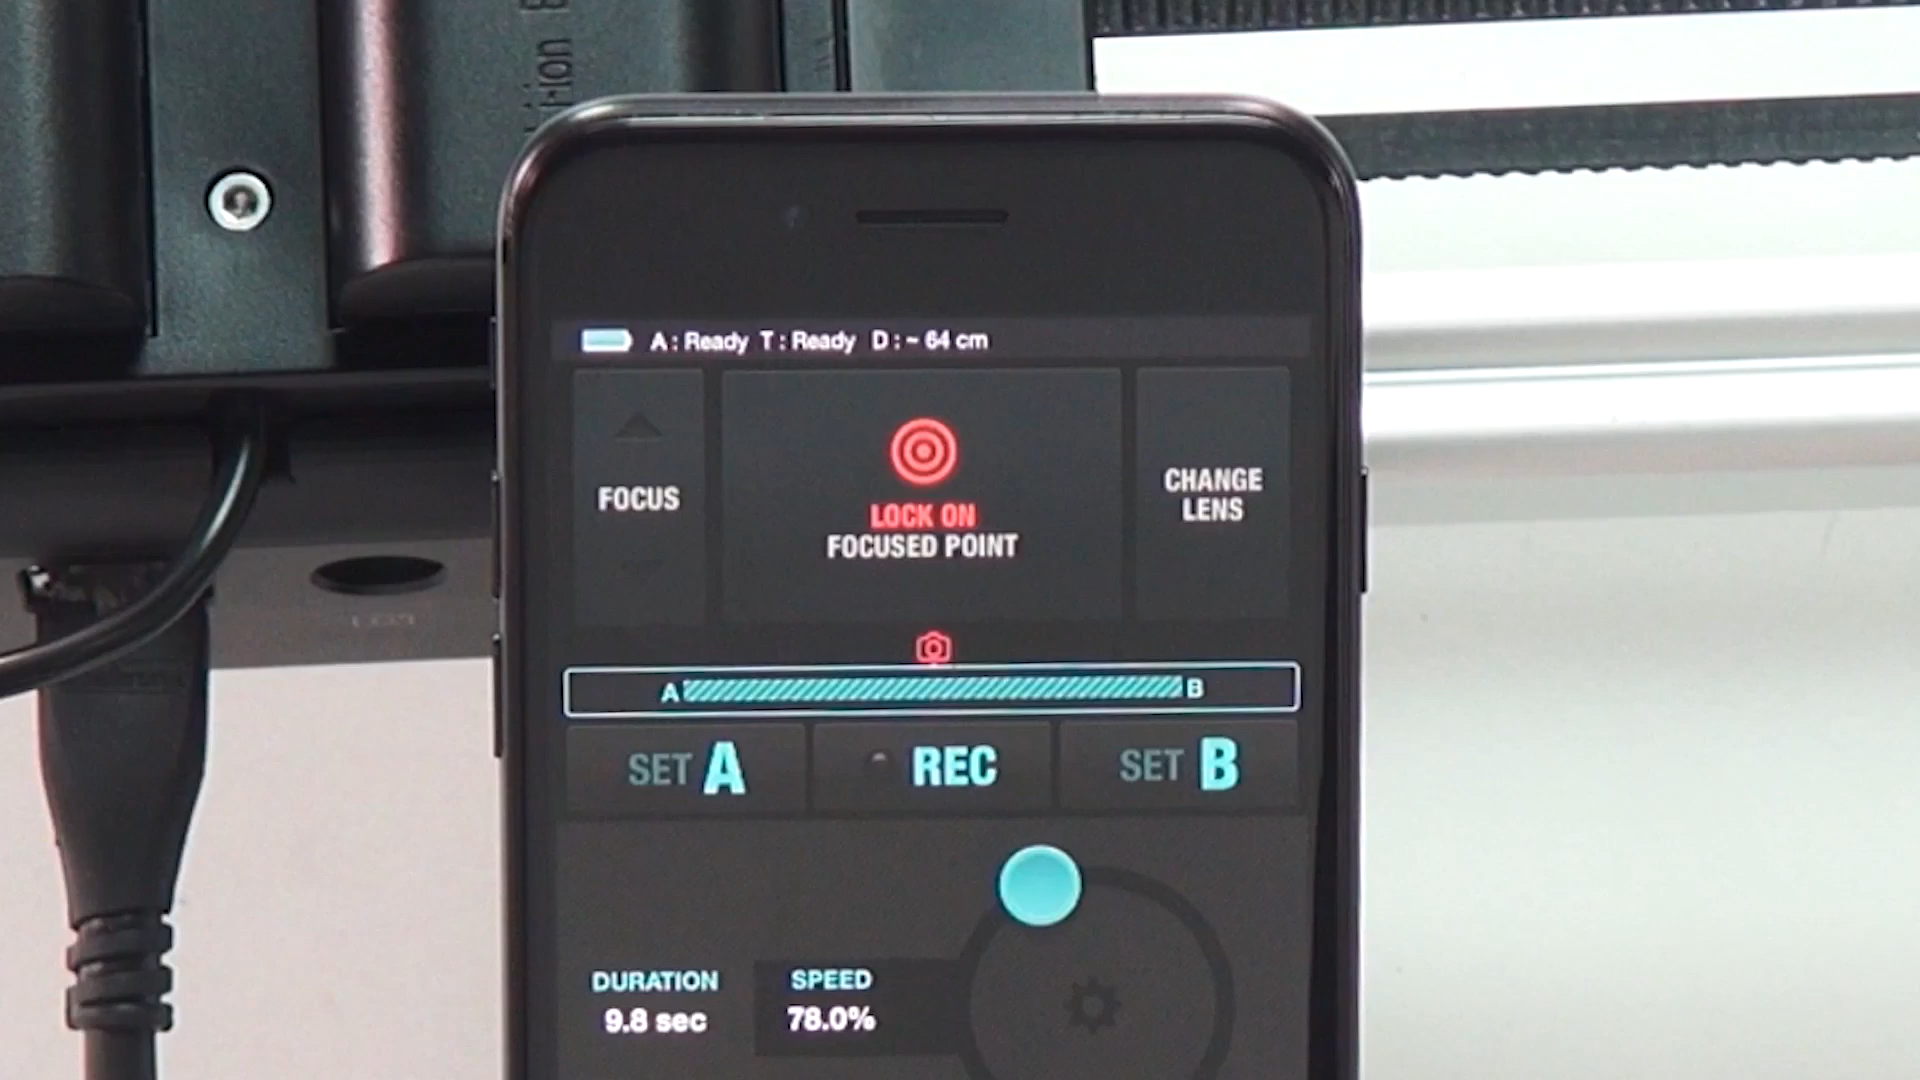 A : Ready T : Ready D : ~ 64 cm
FOCUS
LOCK ON
FOCUSED POINT
CHANGE
LENS
A B
SET A
REC
SET B
DURATION
9.8 sec
SPEED
78.0%